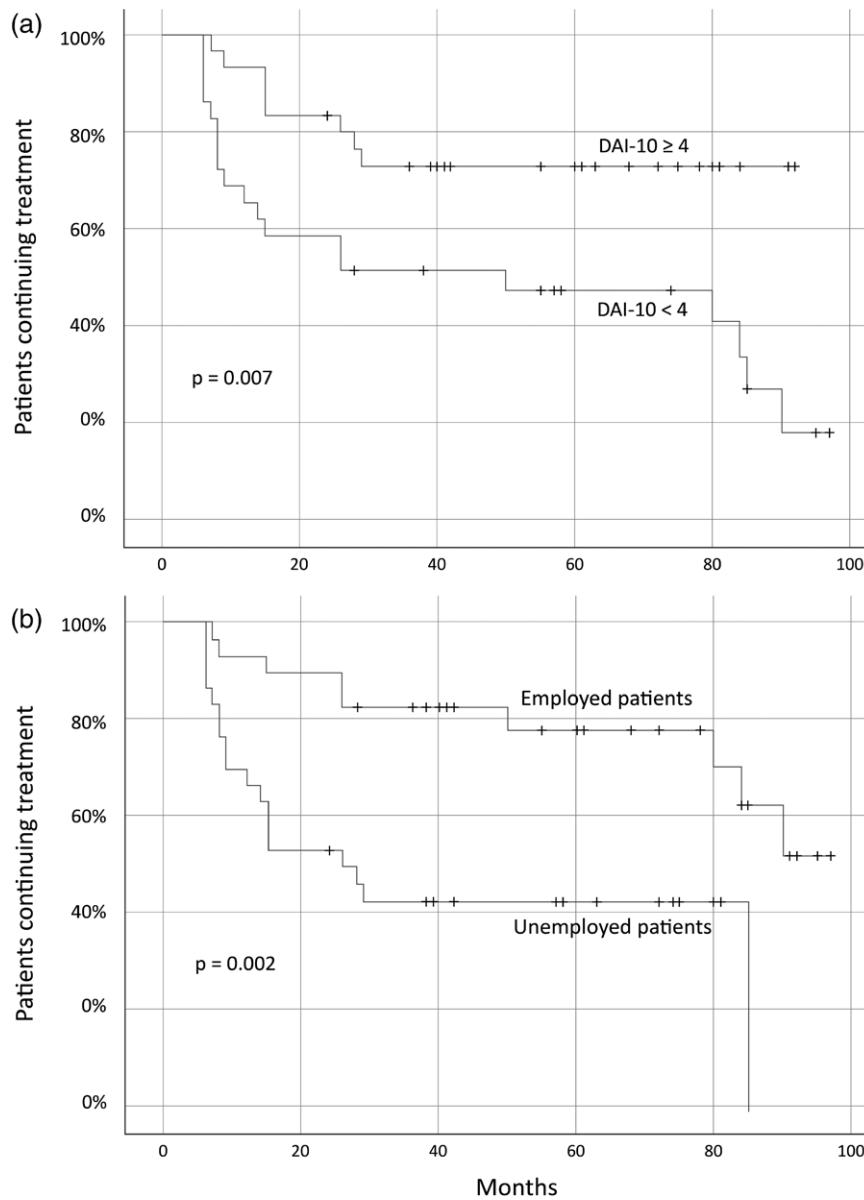 (a)
100%
80%
60%
40%
0%
0%
Patients continuing treatment
DAI-10 ≥ 4
DAI-10 < 4
p = 0.007
0 20 40 60 80 100
(b)
100%
80%
60%
40%
0%
0%
Patients continuing treatment
Employed patients
Unemployed patients
p = 0.002
0 20 40 60 80 100
Months